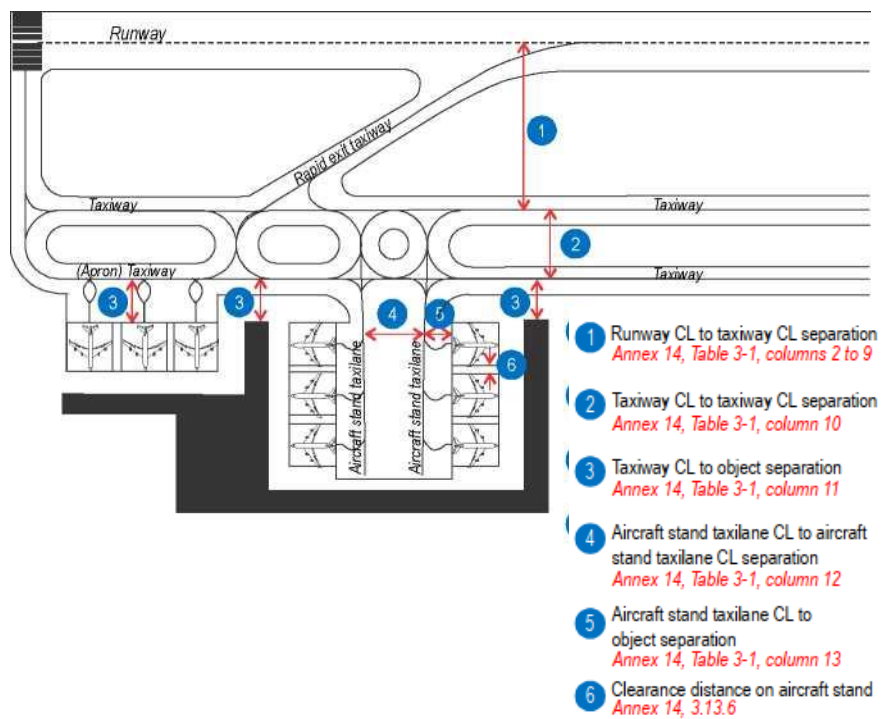 Runway
1
Rapid exit taxiway
Taxiway
Taxiway
2
(Apron) Taxiway
Taxiway
3
3
3
4
5
6
Aircraft stand taxilane
Aircraft stand taxilane
1 Runway CL to taxiway CL separation
Annex 14, Table 3-1, columns 2 to 9
2 Taxiway CL to taxiway CL separation
Annex 14, Table 3-1, column 10
3 Taxiway CL to object separation
Annex 14, Table 3-1, column 11
4 Aircraft stand taxilane CL to aircraft
stand taxilane CL separation
Annex 14, Table 3-1, column 12
5 Aircraft stand taxilane CL to
object separation
Annex 14, Table 3-1, column 13
6 Clearance distance on aircraft stand
Annex 14, 3.13.6